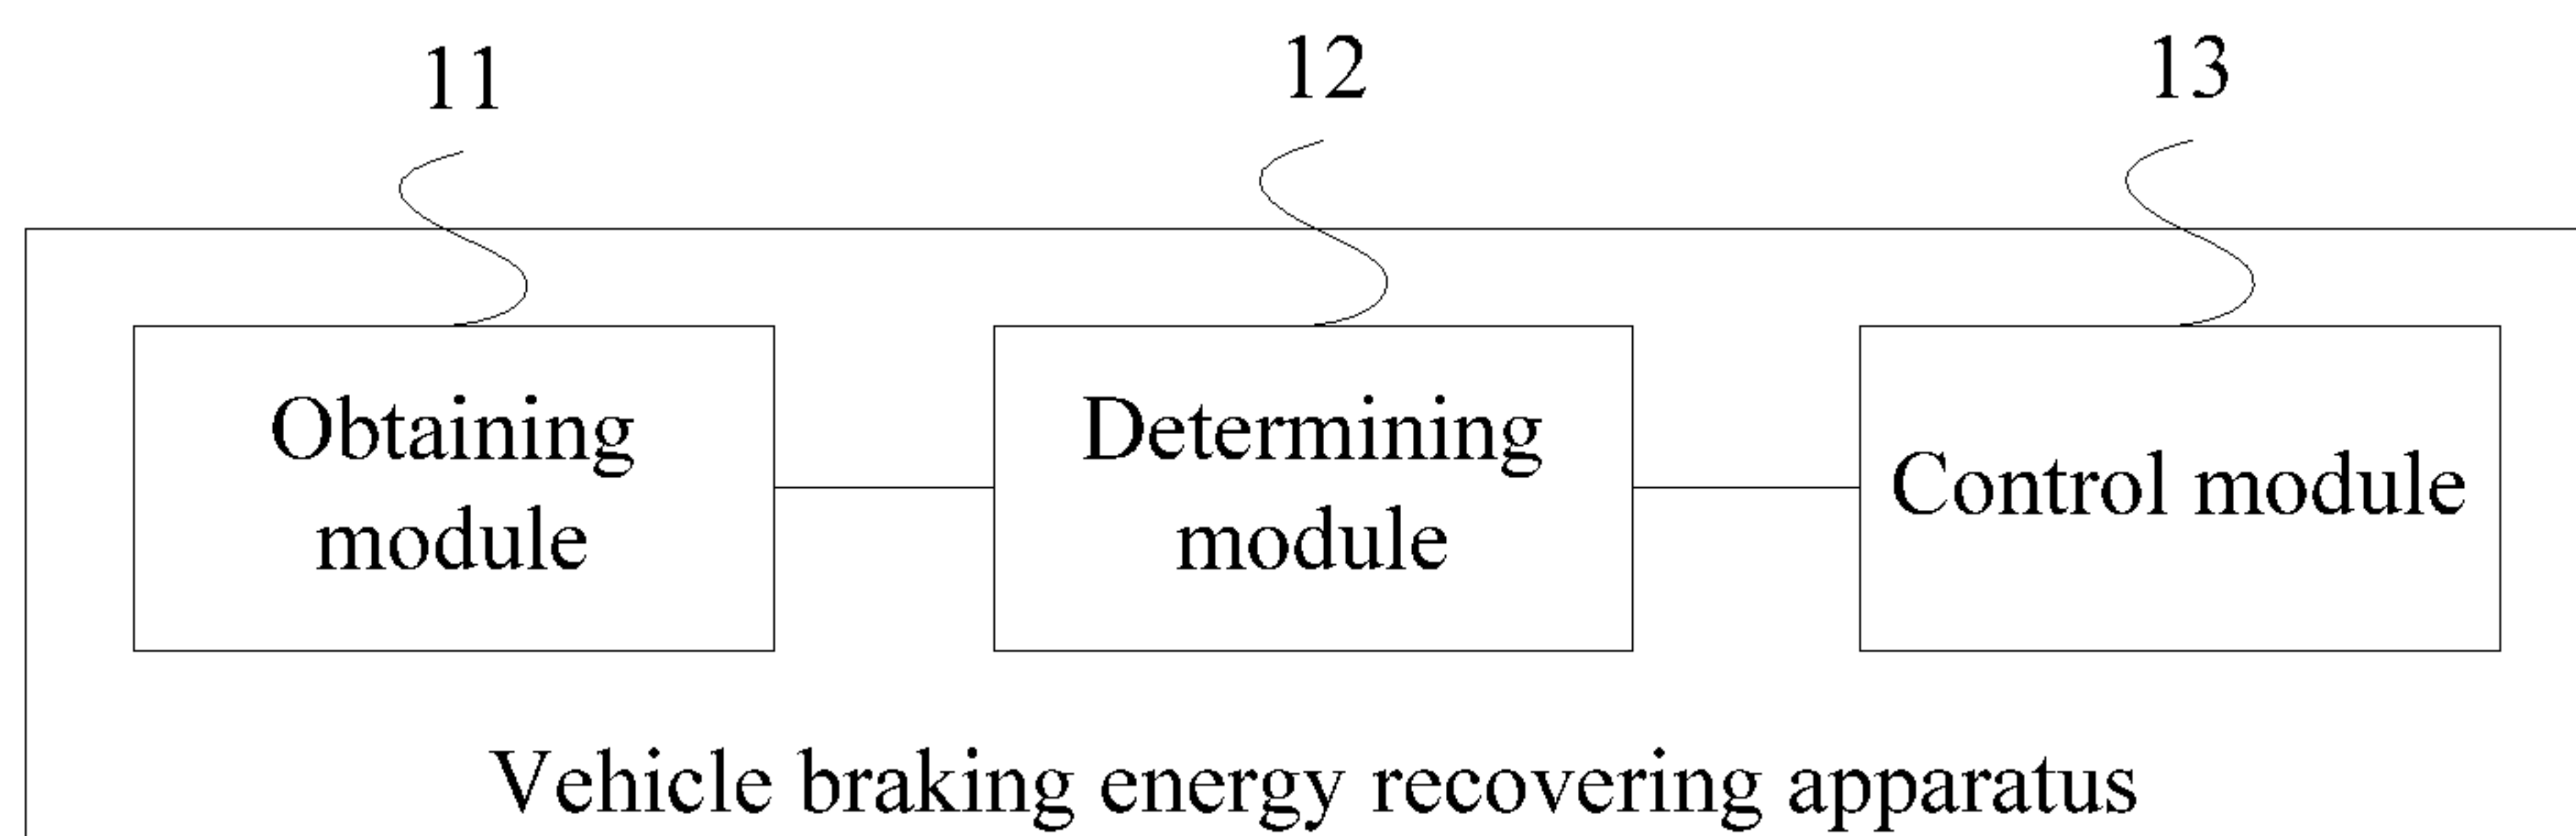 11
12
13
Obtaining
module
Determining
module
Control module
Vehicle braking energy recovering apparatus